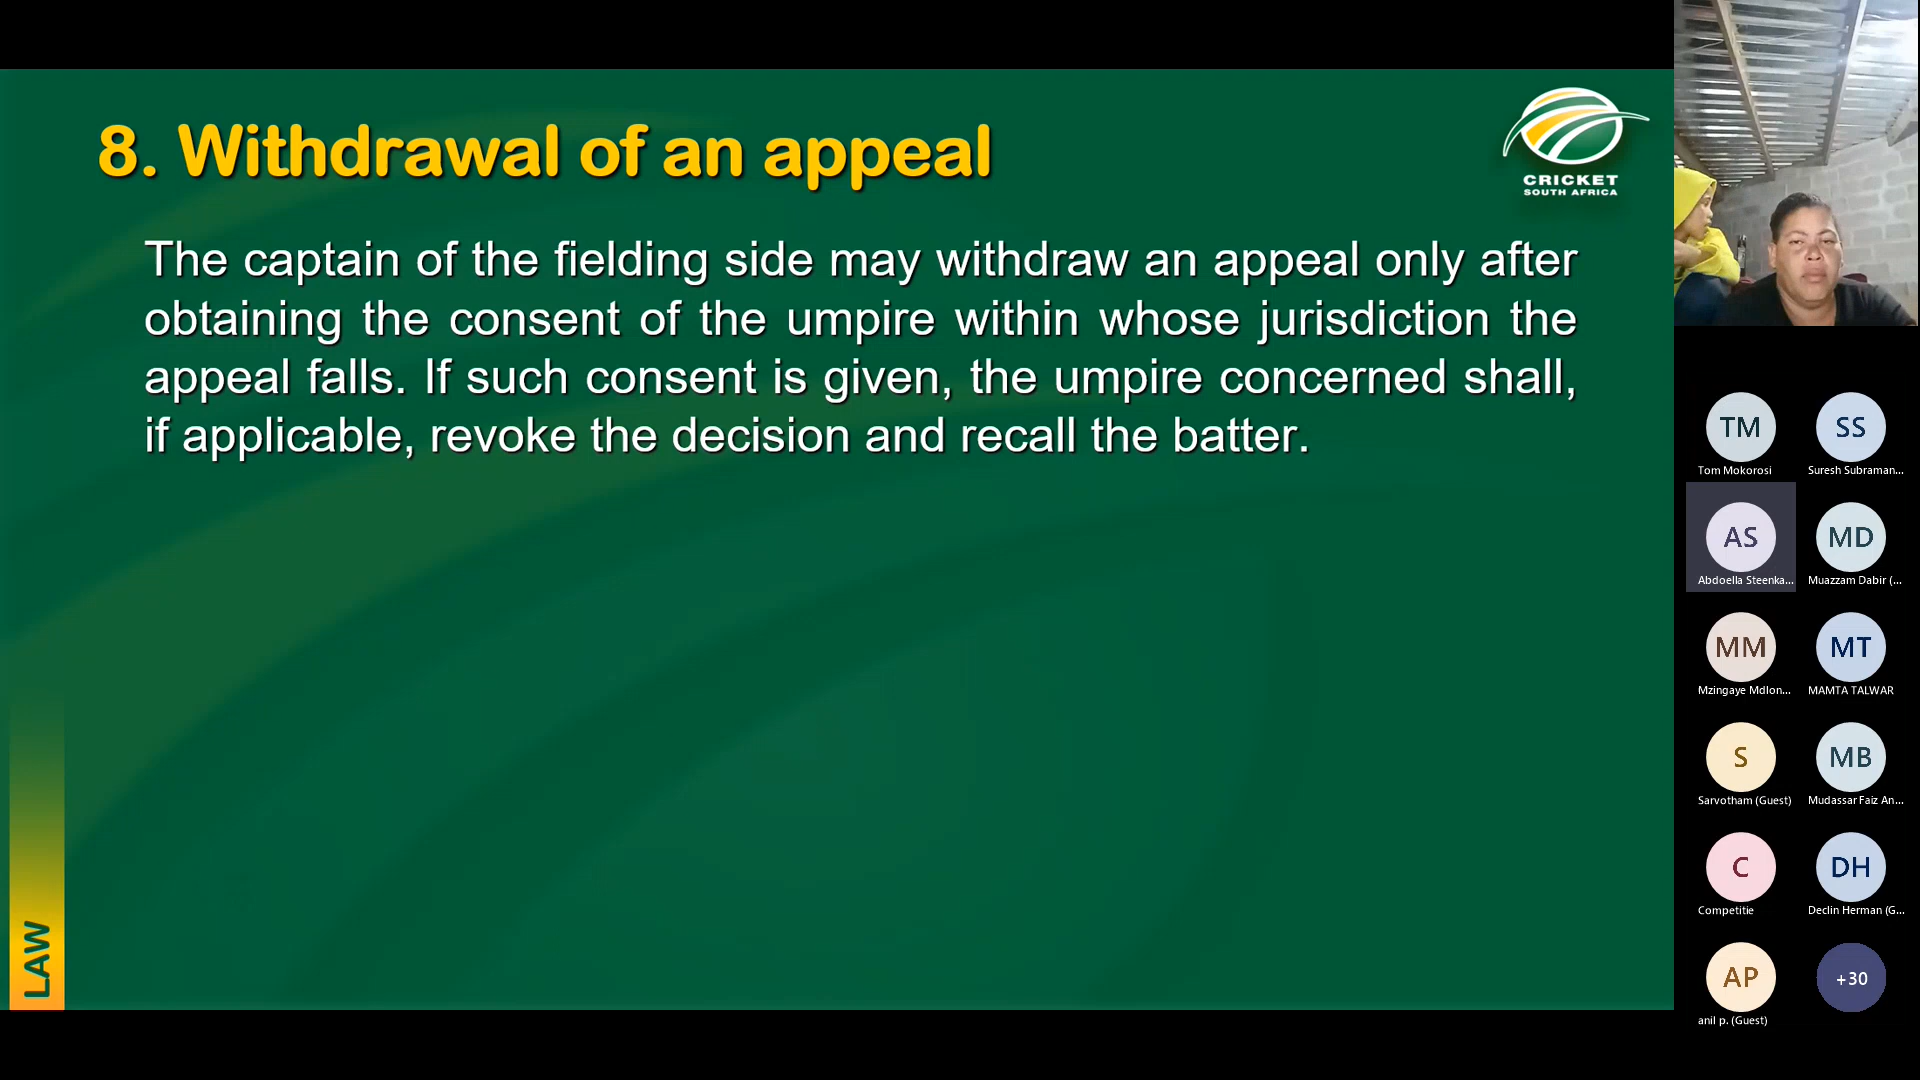 8. Withdrawal of an appeal
CRICKET
SOUTH AFRICA
The captain of the fielding side may withdraw an appeal only after
obtaining the consent of the umpire within whose jurisdiction the
appeal falls. If such consent is given, the umpire concerned shall,
if applicable, revoke the decision and recall the batter.
LAW
TM
Tom Mokorosi
SS
Suresh Subraman...
AS
Abdoella Steenka...
MD
Muazzam Dabir (...
MM
Mzingaye Mdlon...
MT
MAMTA TALWAR
S
Sarvotham (Guest)
MB
Mudassar Faiz An...
C
Competitie
DH
Declin Herman (G...
AP
anil p. (Guest)
+30